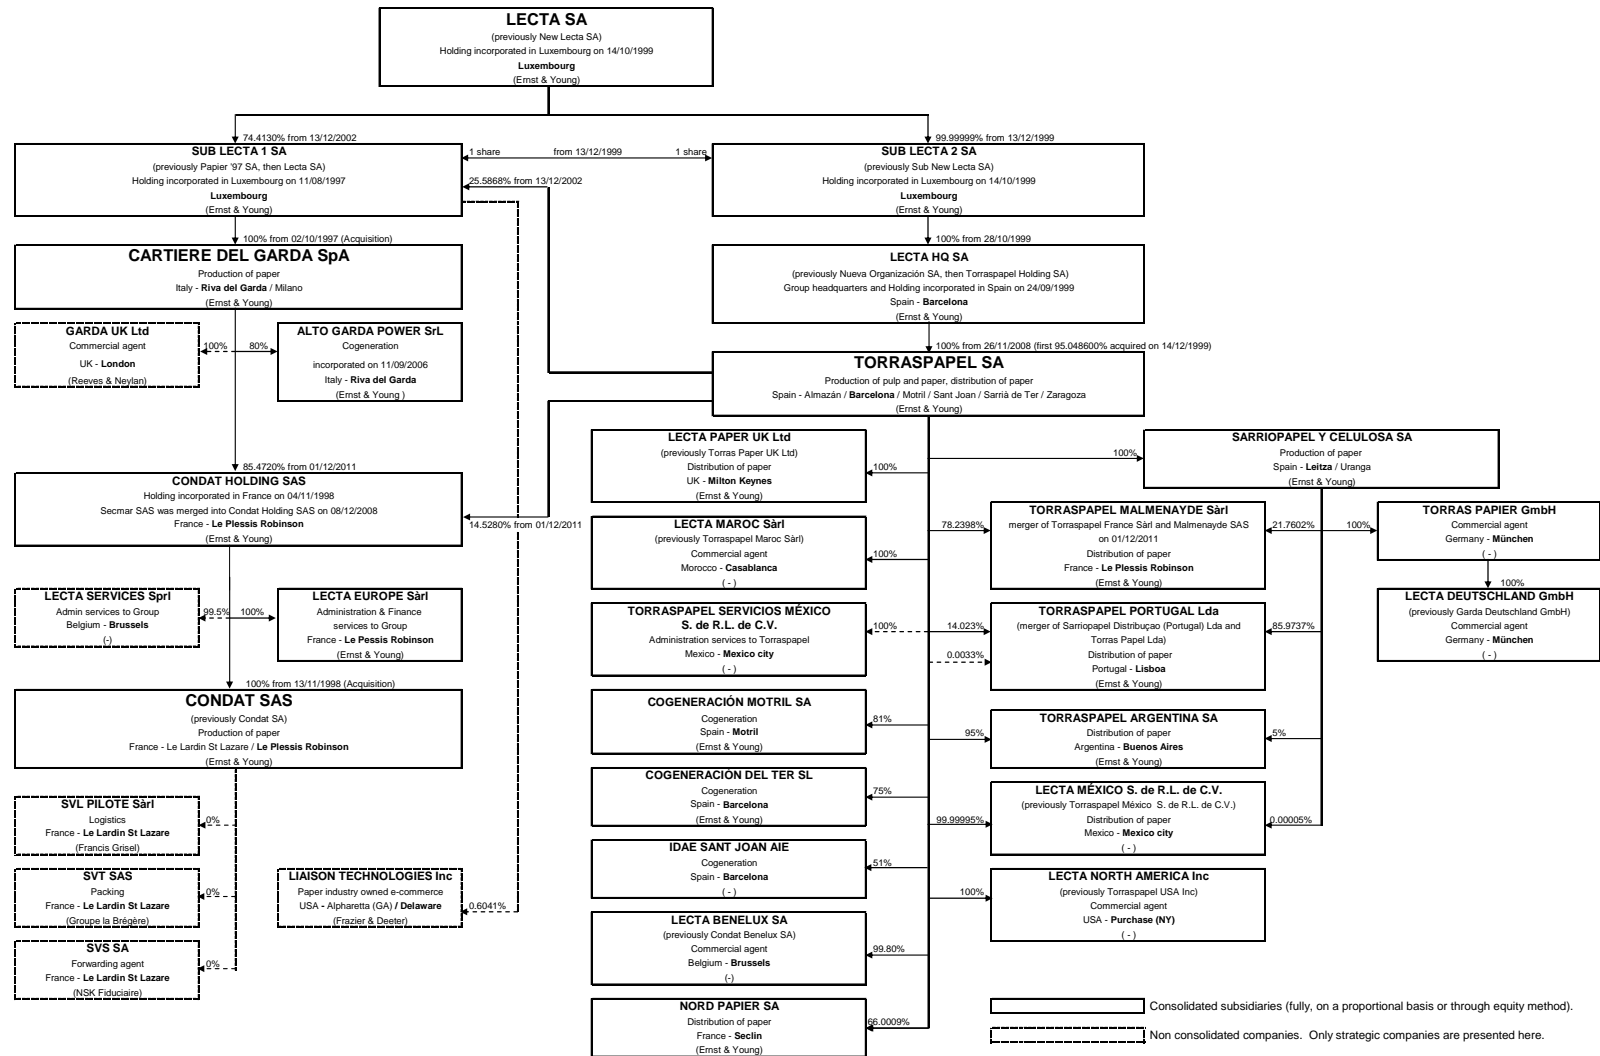 LECTA SA
(previously New Lecta SA)
Holding incorporated in Luxembourg on 14/10/1999
Luxembourg
(Ernst & Young)
74.4130% from 13/12/2002
99.99999% from 13/12/1999
SUB LECTA 1 SA
(previously Papier '97 SA, then Lecta SA)
Holding incorporated in Luxembourg on 11/08/1997
Luxembourg
(Ernst & Young)
1 share from 13/12/1999 1 share
25.5868% from 13/12/2002
SUB LECTA 2 SA
(previously Sub New Lecta SA)
Holding incorporated in Luxembourg on 14/10/1999
Luxembourg
(Ernst & Young)
100% from 02/10/1997 (Acquisition)
CARTIERE DEL GARDA SpA
Production of paper
Italy - Riva del Garda / Milano
(Ernst & Young)
100% from 28/10/1999
LECTA HQ SA
(previously Nueva Organización SA, then Torraspapel Holding SA)
Group headquarters and Holding incorporated in Spain on 24/09/1999
Spain - Barcelona
(Ernst & Young)
GARDA UK Ltd
Commercial agent
UK - London
(Reeves & Neylan)
100%
80%
ALTO GARDA POWER SrL
Cogeneration
incorporated on 11/09/2006
Italy - Riva del Garda
(Ernst & Young )
100% from 26/11/2008 (first 95.048600% acquired on 14/12/1999)
TORRASPAPEL SA
Production of pulp and paper, distribution of paper
Spain - Almazán / Barcelona / Motril / Sant Joan / Sarrià de Ter / Zaragoza
(Ernst & Young)
85.4720% from 01/12/2011
CONDAT HOLDING SAS
Holding incorporated in France on 04/11/1998
Secmar SAS was merged into Condat Holding SAS on 08/12/2008
France - Le Plessis Robinson
(Ernst & Young)
14.5280% from 01/12/2011
LECTA SERVICES Sprl
Admin services to Group
Belgium - Brussels
(-)
99.5%
100%
LECTA EUROPE Sàrl
Administration & Finance
services to Group
France - Le Pessis Robinson
(Ernst & Young)
100% from 13/11/1998 (Acquisition)
CONDAT SAS
(previously Condat SA)
Production of paper
France - Le Lardin St Lazare / Le Plessis Robinson
(Ernst & Young)
SVL PILOTE Sàrl
Logistics
France - Le Lardin St Lazare
(Francis Grisel)
0%
SVT SAS
Packing
France - Le Lardin St Lazare
(Groupe la Brégère)
0%
SVS SA
Forwarding agent
France - Le Lardin St Lazare
(NSK Fiduciaire)
0%
LIAISON TECHNOLOGIES Inc
Paper industry owned e-commerce
USA - Alpharetta (GA) / Delaware
(Frazier & Deeter)
0.6041%
LECTA PAPER UK Ltd
(previously Torras Paper UK Ltd)
Distribution of paper
UK - Milton Keynes
(Ernst & Young)
100%
LECTA MAROC Sàrl
(previously Torraspapel Maroc Sàrl)
Commercial agent
Morocco - Casablanca
( - )
100%
TORRASPAPEL SERVICIOS MÉXICO
S. de R.L. de C.V.
Administration services to Torraspapel
Mexico - Mexico city
( - )
100%
COGENERACIÓN MOTRIL SA
Cogeneration
Spain - Motril
(Ernst & Young)
81%
COGENERACIÓN DEL TER SL
Cogeneration
Spain - Barcelona
(Ernst & Young)
75%
IDAE SANT JOAN AIE
Cogeneration
Spain - Barcelona
( - )
51%
LECTA BENELUX SA
(previously Condat Benelux SA)
Commercial agent
Belgium - Brussels
(-)
99.80%
NORD PAPIER SA
Distribution of paper
France - Seclin
(Ernst & Young)
66.0009%
100%
SARRIOPAPEL Y CELULOSA SA
Production of paper
Spain - Leitza / Uranga
(Ernst & Young)
78.2398%
TORRASPAPEL MALMENAYDE Sàrl
merger of Torraspapel France Sàrl and Malmenayde SAS
on 01/12/2011
Distribution of paper
France - Le Plessis Robinson
(Ernst & Young)
21.7602%
100%
TORRAS PAPIER GmbH
Commercial agent
Germany - München
( - )
100%
LECTA DEUTSCHLAND GmbH
(previously Garda Deutschland GmbH)
Commercial agent
Germany - München
( - )
14.023%
0.0033%
TORRASPAPEL PORTUGAL Lda
(merger of Sarriopapel Distribuçao (Portugal) Lda and
Torras Papel Lda)
Distribution of paper
Portugal - Lisboa
(Ernst & Young)
85.9737%
95%
TORRASPAPEL ARGENTINA SA
Distribution of paper
Argentina - Buenos Aires
(Ernst & Young)
5%
99.99995%
LECTA MÉXICO S. de R.L. de C.V.
(previously Torraspapel México S. de R.L. de C.V.)
Distribution of paper
Mexico - Mexico city
( - )
0.00005%
100%
LECTA NORTH AMERICA Inc
(previously Torraspapel USA Inc)
Commercial agent
USA - Purchase (NY)
( - )
Consolidated subsidiaries (fully, on a proportional basis or through equity method).
Non consolidated companies. Only strategic companies are presented here.